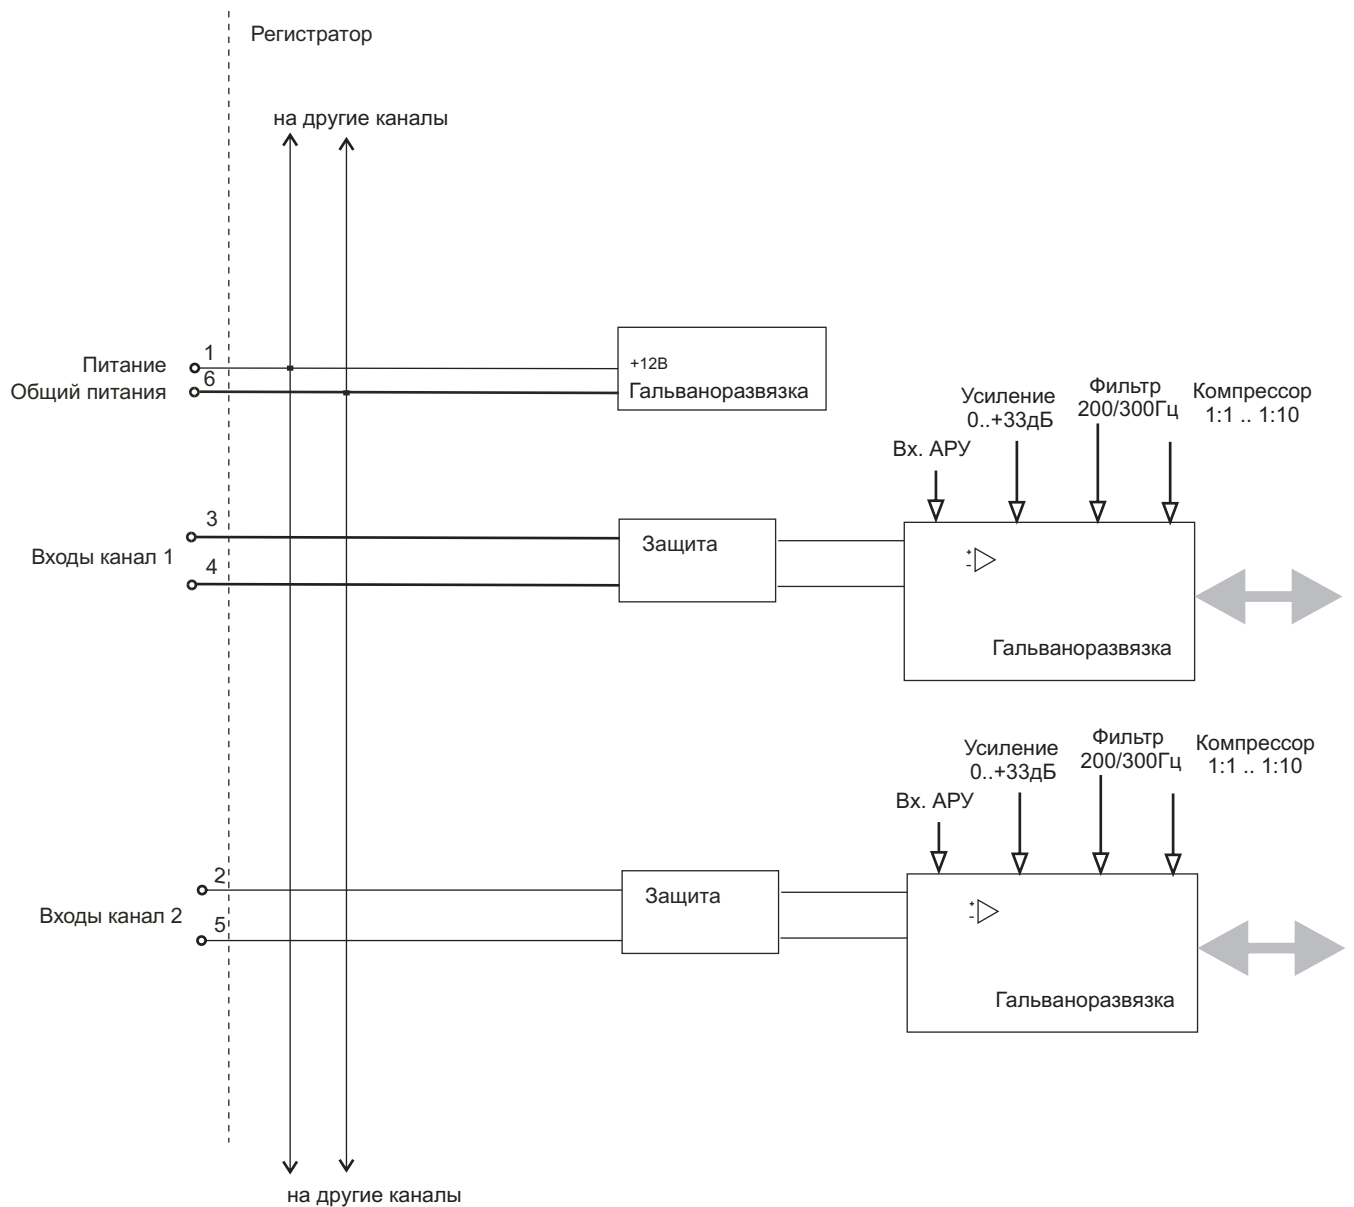 Регистратор
на другие каналы
Питание
1
Общий питания
6
+12В
Гальваноразвязка
Вх. АРУ
Усиление
0..+33дБ
Фильтр
200/300Гц
Компрессор
1:1 .. 1:10
Входы канал 1
3
4
Защита
+
-
Гальваноразвязка
Вх. АРУ
Усиление
0..+33дБ
Фильтр
200/300Гц
Компрессор
1:1 .. 1:10
Входы канал 2
2
5
Защита
+
-
Гальваноразвязка
на другие каналы